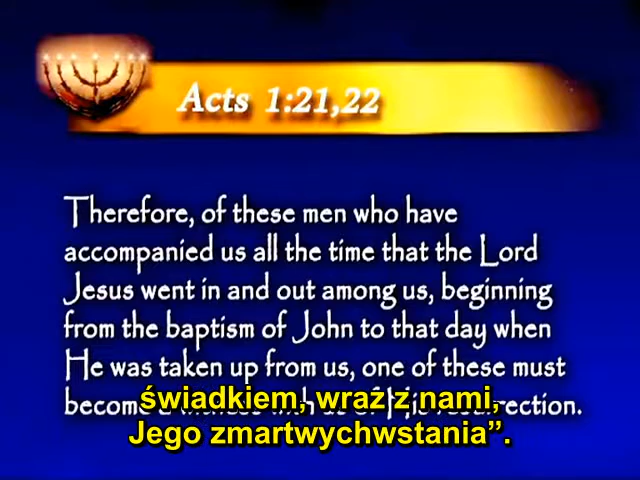 Acts 1:21,22
Therefore, of these men who have
accompanied us all the time that the Lord
Jesus went in and out among us, beginning
from the baptism of John to that day when
He was taken up from us, one of these must
become a witness with us of His resurrection.
świadkiem, wraz z nami,
Jego zmartwychwstania”.